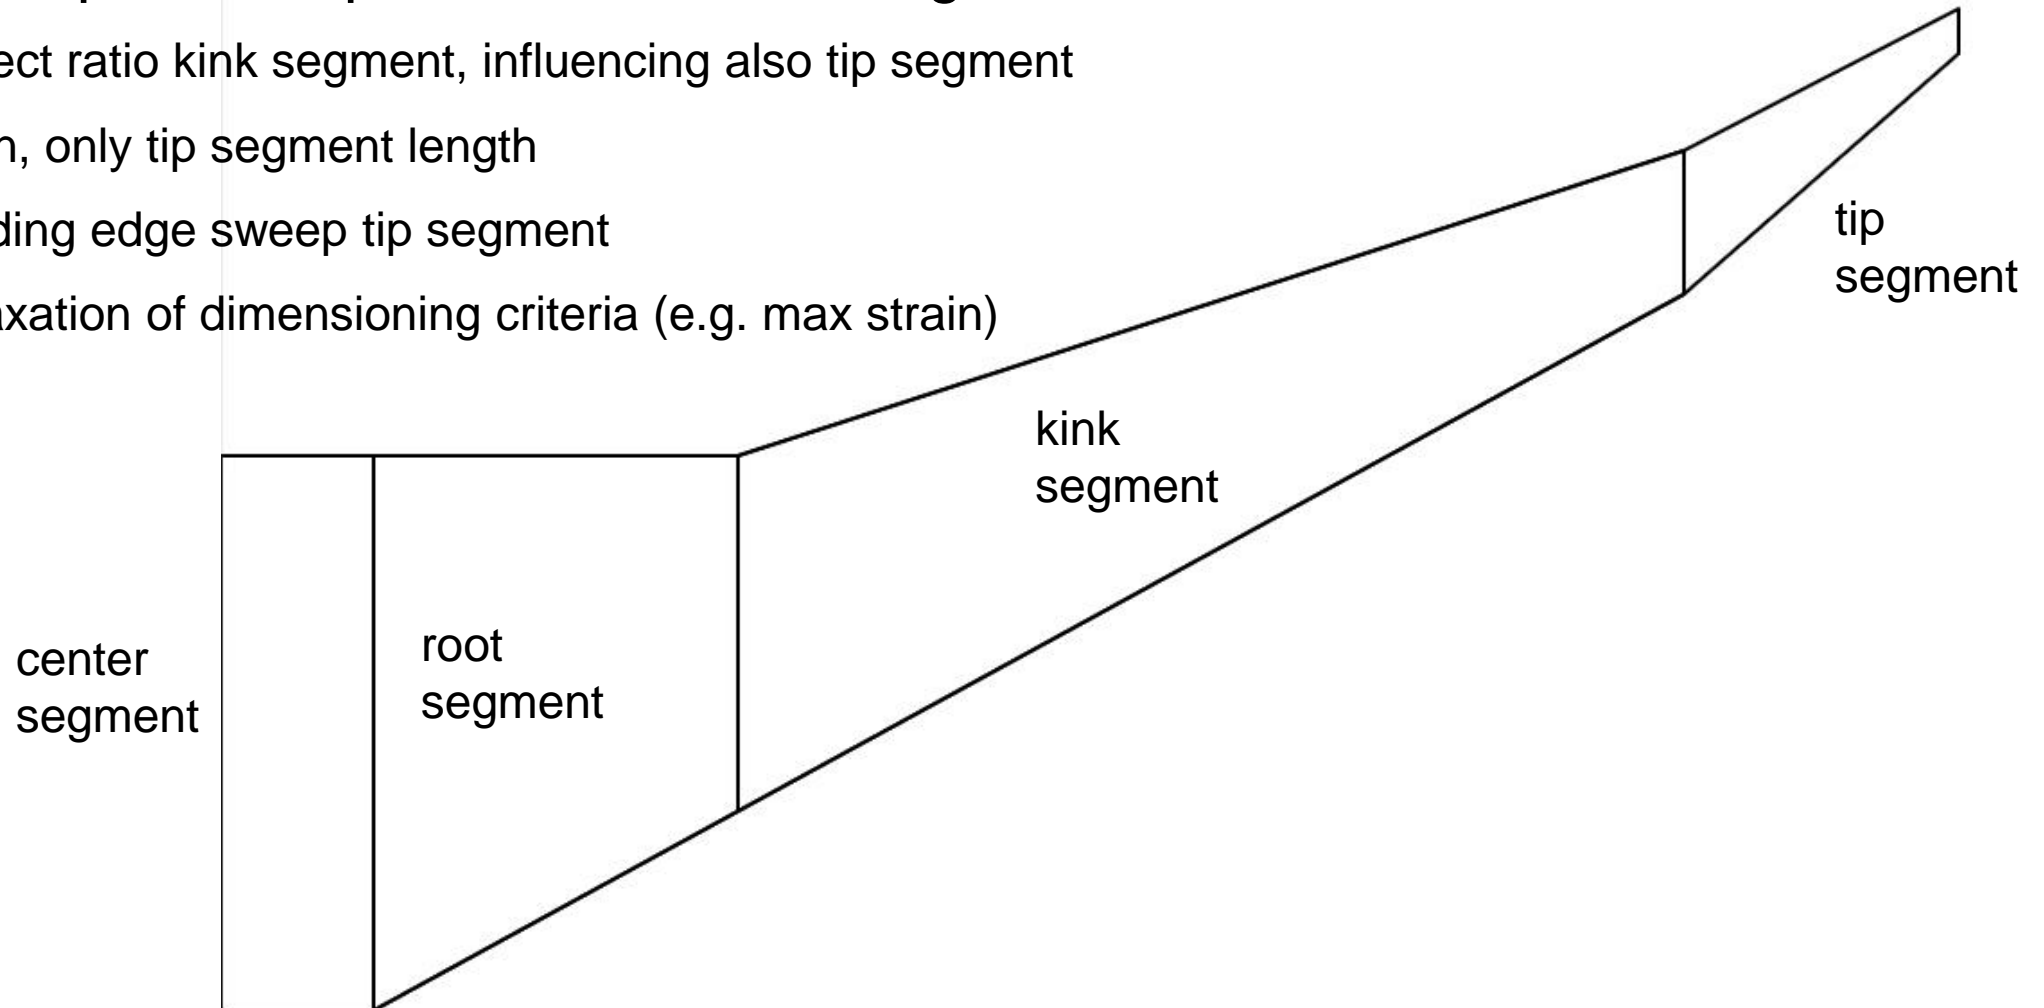 ect ratio kink segment, influencing also tip segment
n, only tip segment length
ding edge sweep tip segment
axation of dimensioning criteria (e.g. max strain)
tip
segment
kink
segment
root
segment
center
segment